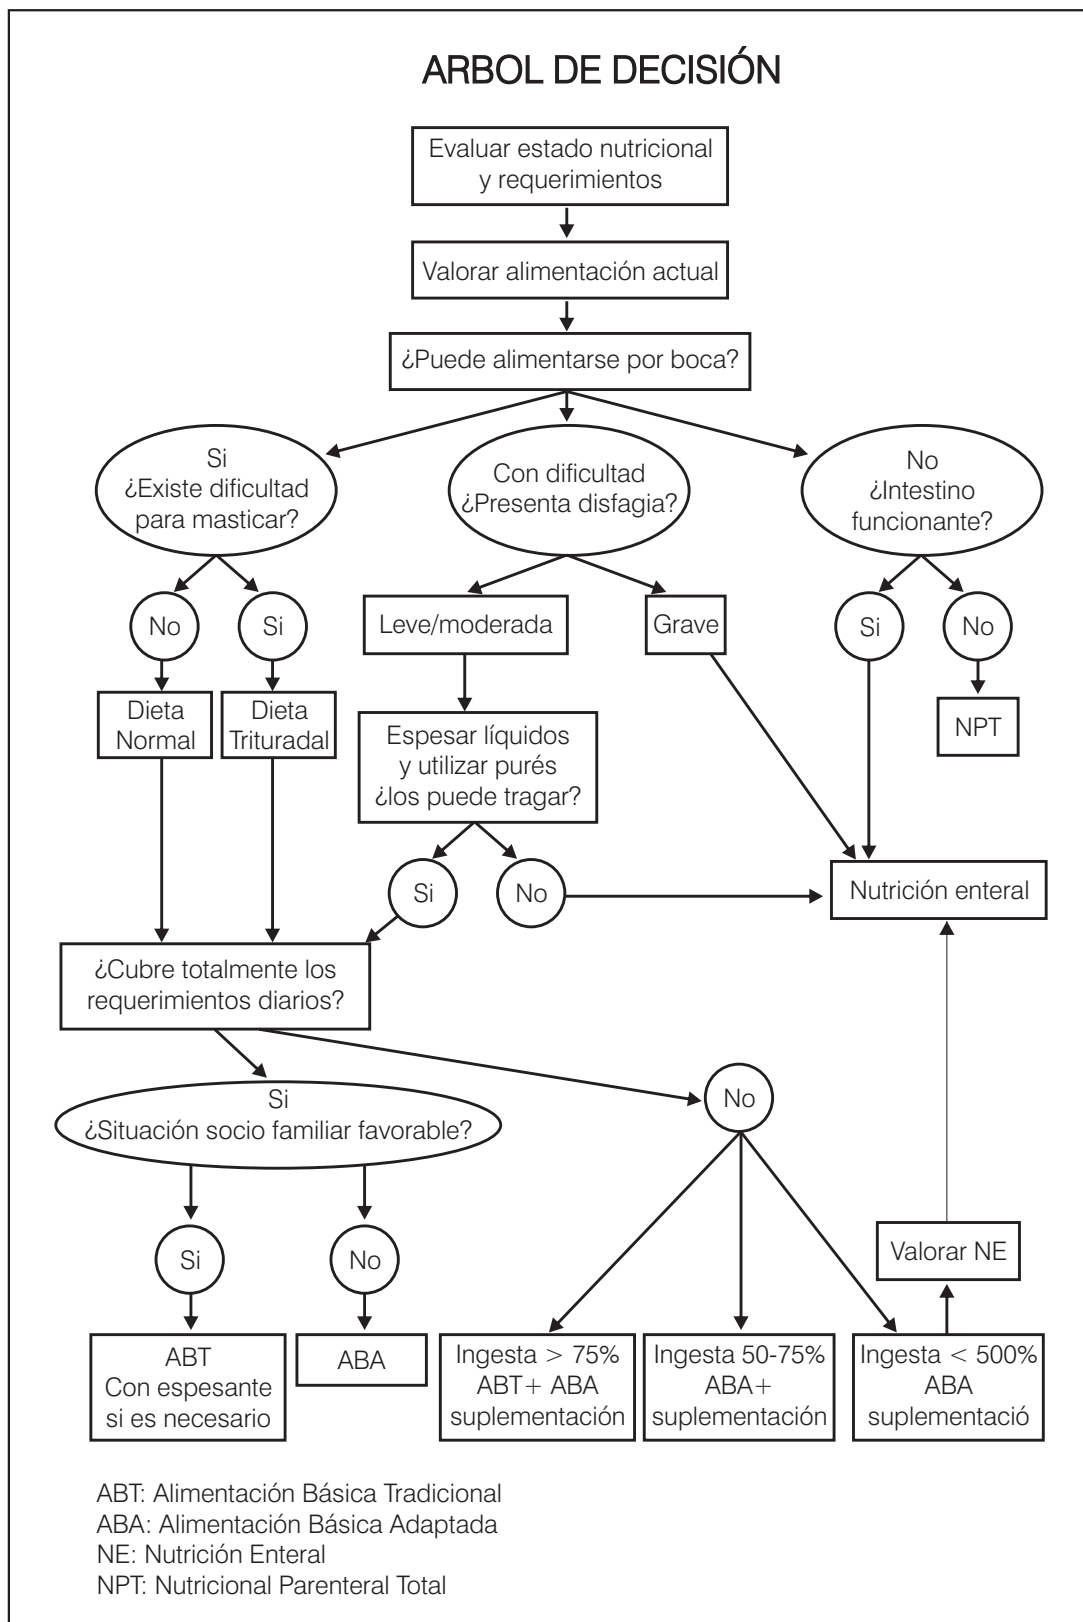 ARBOL DE DECISIÓN
Evaluar estado nutricional
y requerimientos
Valorar alimentación actual
¿Puede alimentarse por boca?
Si
¿Existe dificultad
para masticar?
Con dificultad
¿Presenta disfagia?
No
¿Intestino
funcionante?
No
Si
Leve/moderada
Grave
Si
No
Dieta
Normal
Dieta
Trituradal
Espesar líquidos
y utilizar purés
¿los puede tragar?
NPT
Si
No
Nutrición enteral
¿Cubre totalmente los
requerimientos diarios?
Si
¿Situación socio familiar favorable?
No
Si
No
Valorar NE
ABT
Con espesante
si es necesario
ABA
Ingesta > 75%
ABT+ ABA
suplementación
Ingesta 50-75%
ABA+
suplementación
Ingesta < 500%
ABA
suplementació
ABT: Alimentación Básica Tradicional
ABA: Alimentación Básica Adaptada
NE: Nutrición Enteral
NPT: Nutricional Parenteral Total